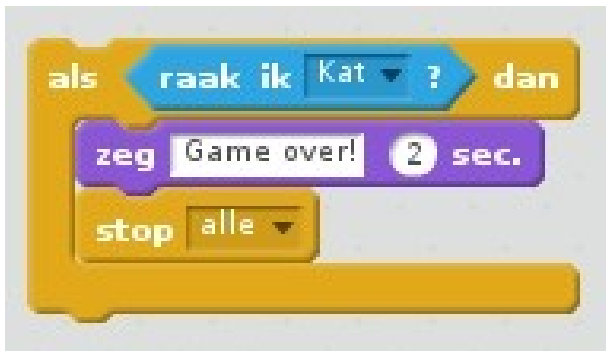 als raak ik Kat ? dan
zeg Game over! 2 sec.
stop alle